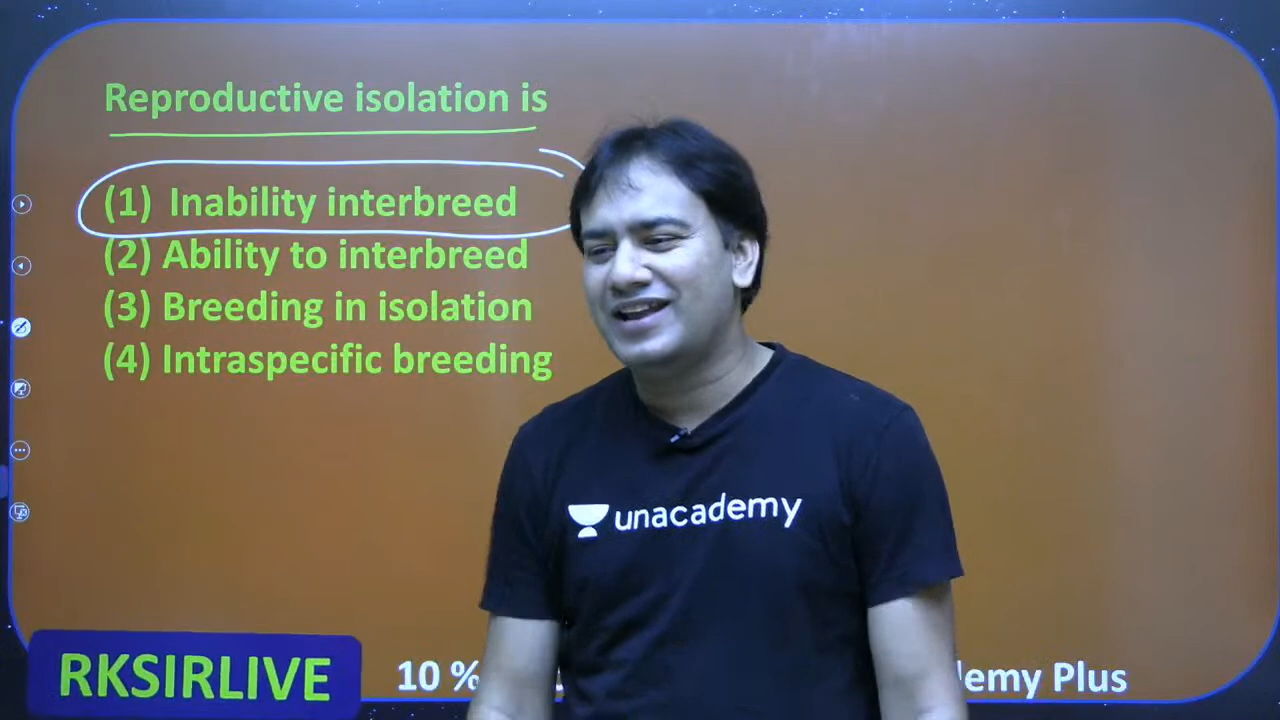 Reproductive isolation is
(1) Inability interbreed
(2) Ability to interbreed
(3) Breeding in isolation
(4) Intraspecific breeding
unacademy
RKSIRLIVE
10 %
Plus